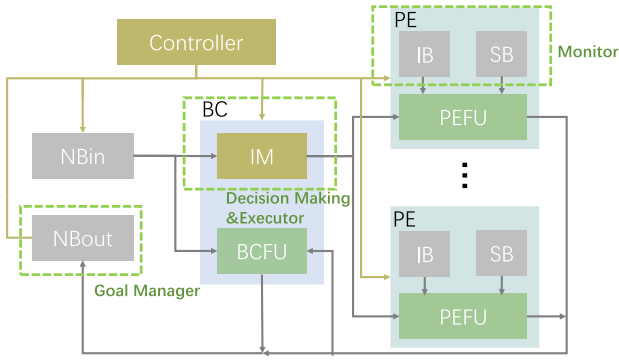 PE
Controller
IB
SB
Monitor
BC
PEFU
NBin
IM
Decision Making
&Executor
PE
NBout
BCFU
IB
SB
Goal Manager
PEFU